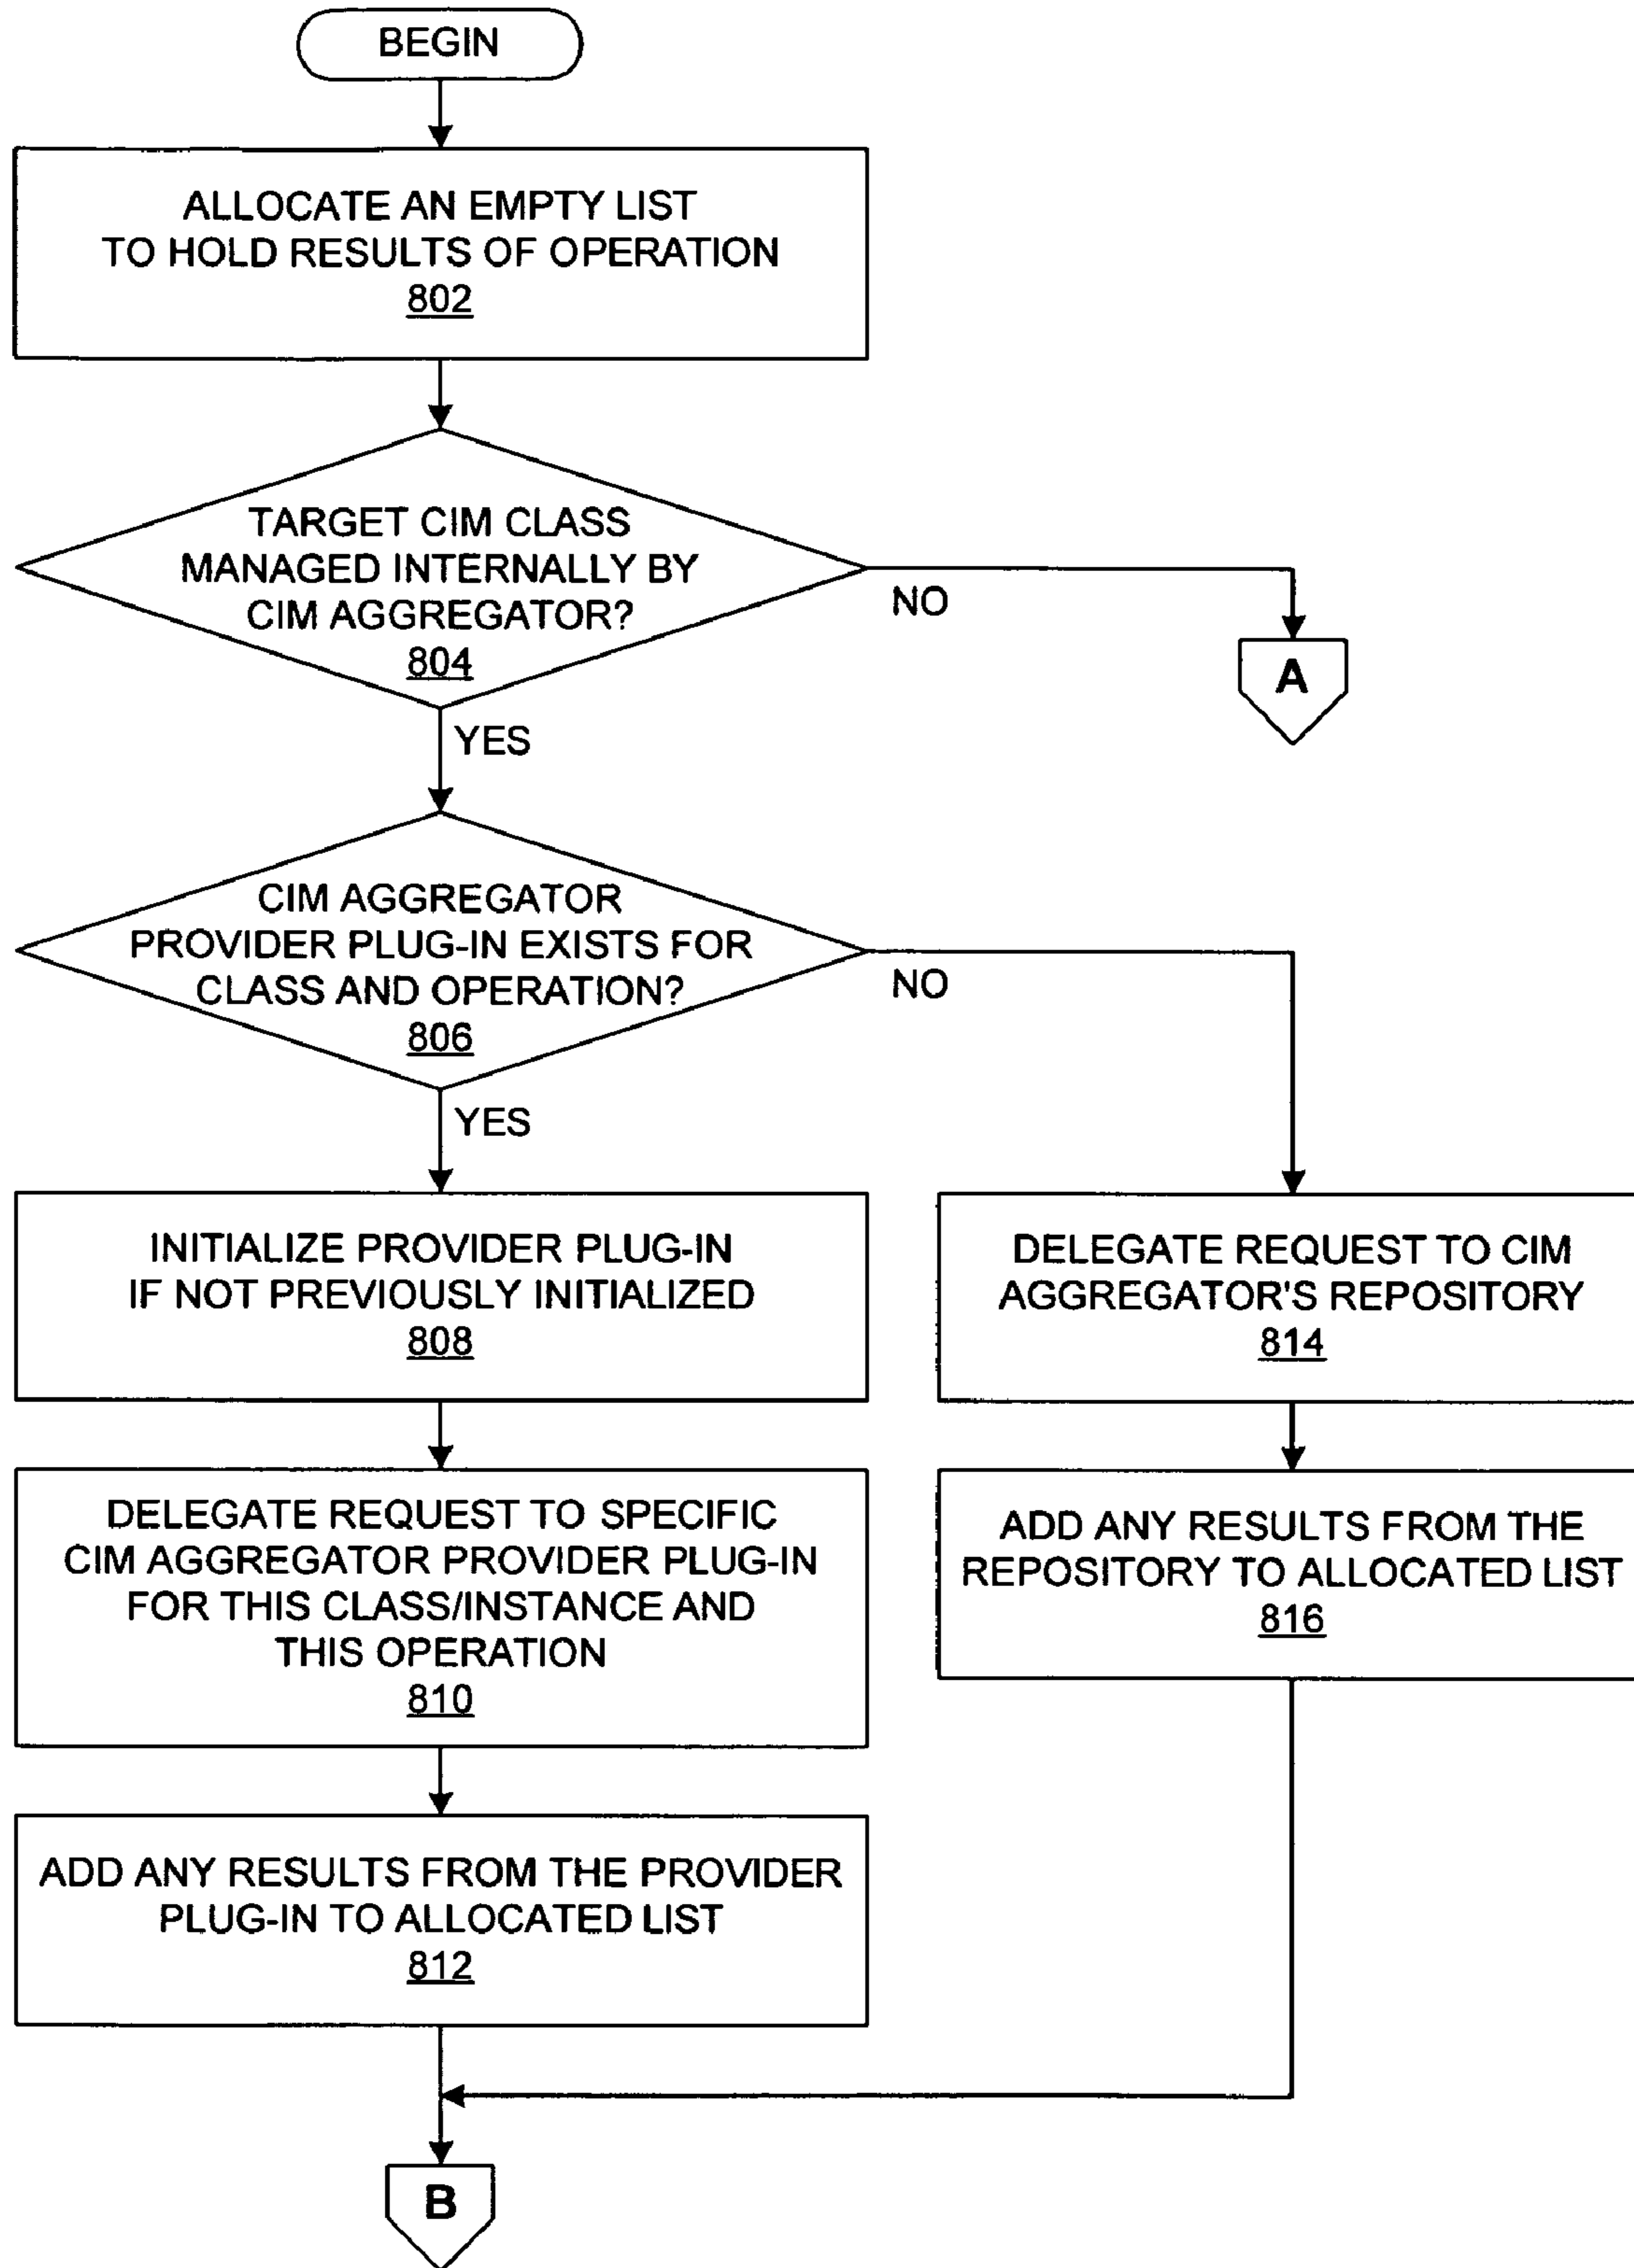 BEGIN
ALLOCATE AN EMPTY LIST
TO HOLD RESULTS OF OPERATION
802
TARGET CIM CLASS
MANAGED INTERNALLY BY
CIM AGGREGATOR?
804
NO
A
YES
CIM AGGREGATOR
PROVIDER PLUG-IN EXISTS FOR
CLASS AND OPERATION?
806
NO
YES
INITIALIZE PROVIDER PLUG-IN
IF NOT PREVIOUSLY INITIALIZED
808
DELEGATE REQUEST TO CIM
AGGREGATOR'S REPOSITORY
814
DELEGATE REQUEST TO SPECIFIC
CIM AGGREGATOR PROVIDER PLUG-IN
FOR THIS CLASS/INSTANCE AND
THIS OPERATION
810
ADD ANY RESULTS FROM THE
REPOSITORY TO ALLOCATED LIST
816
ADD ANY RESULTS FROM THE PROVIDER
PLUG-IN TO ALLOCATED LIST
812
B